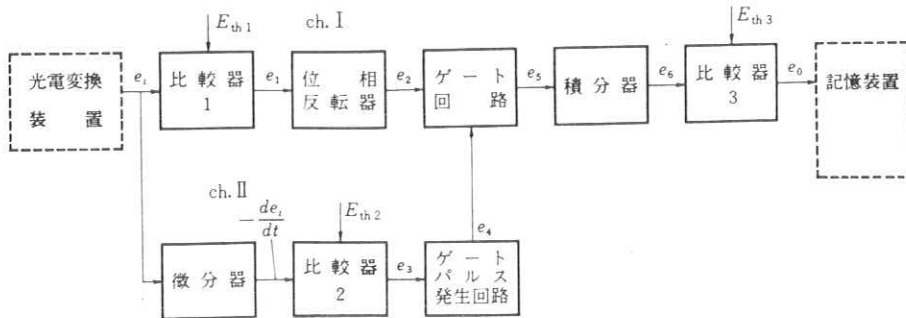 E_th 1
ch. I
E_th 3
光電変換
装置
e_i
比較器
1
e_1
位相
反転器
e_2
ゲート
回路
e_5
積分器
e_6
比較器
3
e_0
記憶装置
ch. II
-de_i/dt
E_th 2
e_4
微分器
比較器
2
e_3
ゲート
パルス
発生回路